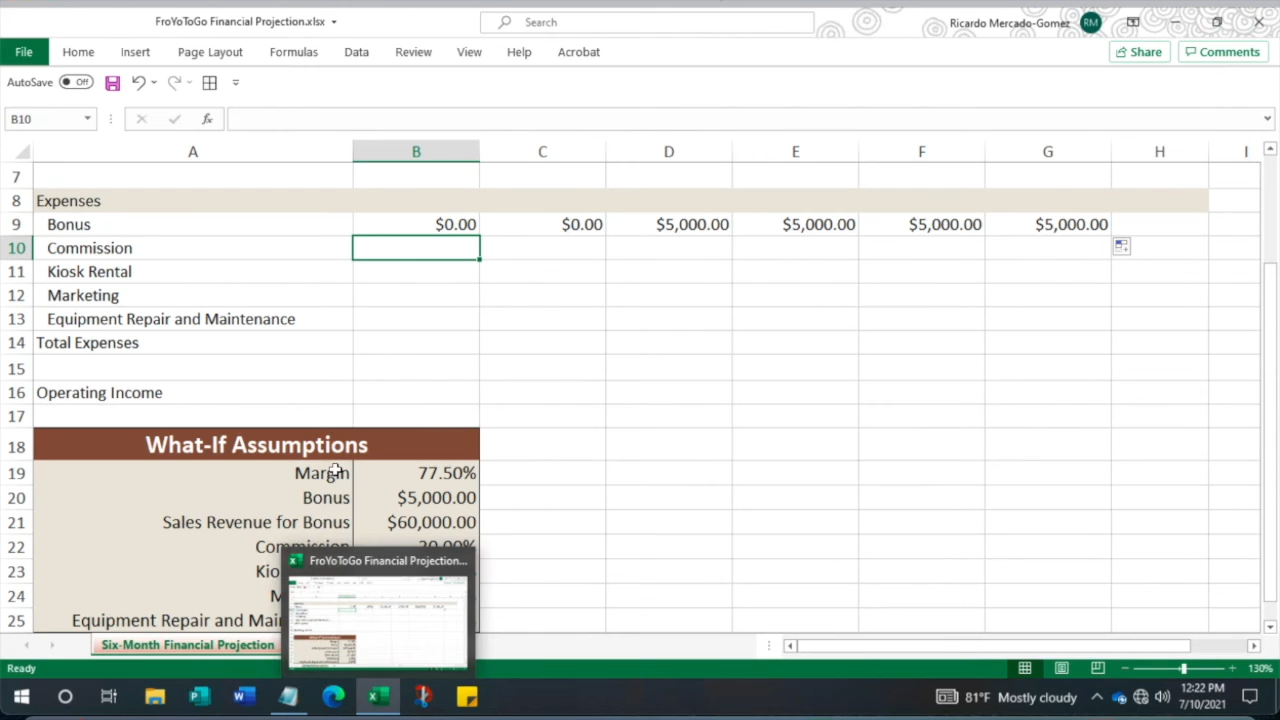 FroYoToGo Financial Projection.xlsx
Search
Ricardo Mercado-Gomez RM
File Home Insert Page Layout Formulas Data Review View Help Acrobat Share Comments
AutoSave Off
B10 fx
A B C D E F G H I
7
8 Expenses
9 Bonus $0.00 $0.00 $5,000.00 $5,000.00 $5,000.00 $5,000.00
10 Commission
11 Kiosk Rental
12 Marketing
13 Equipment Repair and Maintenance
14 Total Expenses
15
16 Operating Income
17
18 What-If Assumptions
19 Margin 77.50%
20 Bonus $5,000.00
21 Sales Revenue for Bonus $60,000.00
22 Commission
23 Kio
24 M
25 Equipment Repair and Mai
FroYoToGo Financial Projection...
Six-Month Financial Projection
Ready 130%
81°F Mostly cloudy 12:22 PM
7/10/2021